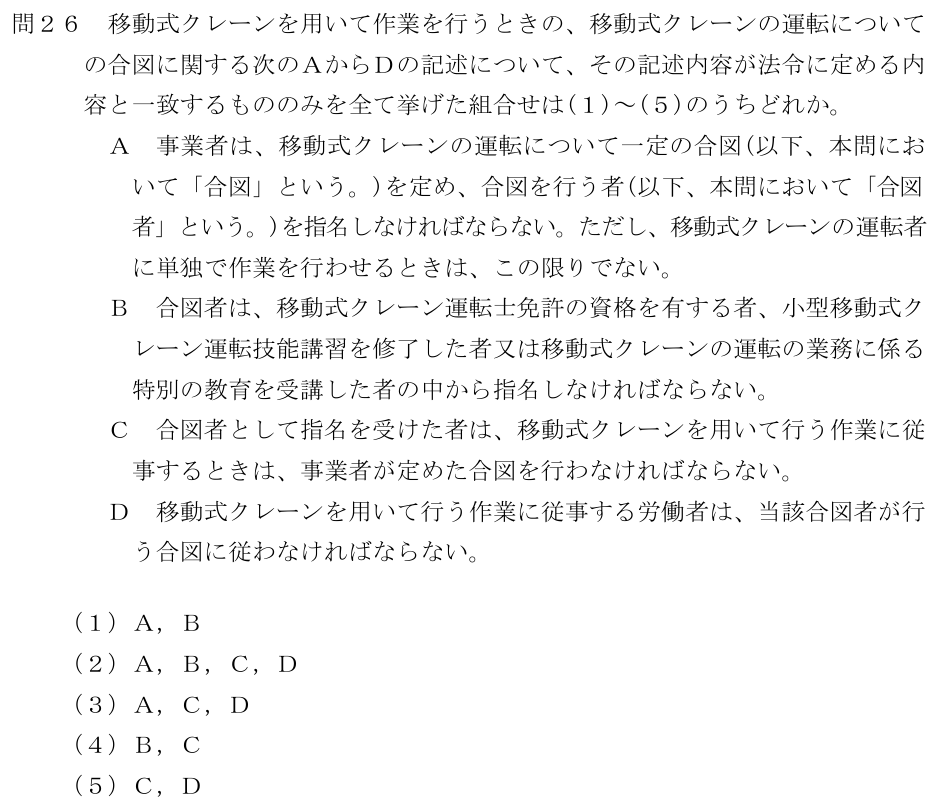 問２６　移動式クレーンを用いて作業を行うときの、移動式クレーンの運転について
の合図に関する次のＡからＤの記述について、その記述内容が法令に定める内
容と一致するもののみを全て挙げた組合せは(１)～(５)のうちどれか。
Ａ　事業者は、移動式クレーンの運転について一定の合図(以下、本問にお
いて「合図」という。)を定め、合図を行う者(以下、本問において「合図
者」という。)を指名しなければならない。ただし、移動式クレーンの運転者
に単独で作業を行わせるときは、この限りでない。
Ｂ　合図者は、移動式クレーン運転士免許の資格を有する者、小型移動式ク
レーン運転技能講習を修了した者又は移動式クレーンの運転の業務に係る
特別の教育を受講した者の中から指名しなければならない。
Ｃ　合図者として指名を受けた者は、移動式クレーンを用いて行う作業に従
事するときは、事業者が定めた合図を行わなければならない。
Ｄ　移動式クレーンを用いて行う作業に従事する労働者は、当該合図者が行
う合図に従わなければならない。
(１) Ａ，Ｂ
(２) Ａ，Ｂ，Ｃ，Ｄ
(３) Ａ，Ｃ，Ｄ
(４) Ｂ，Ｃ
(５) Ｃ，Ｄ